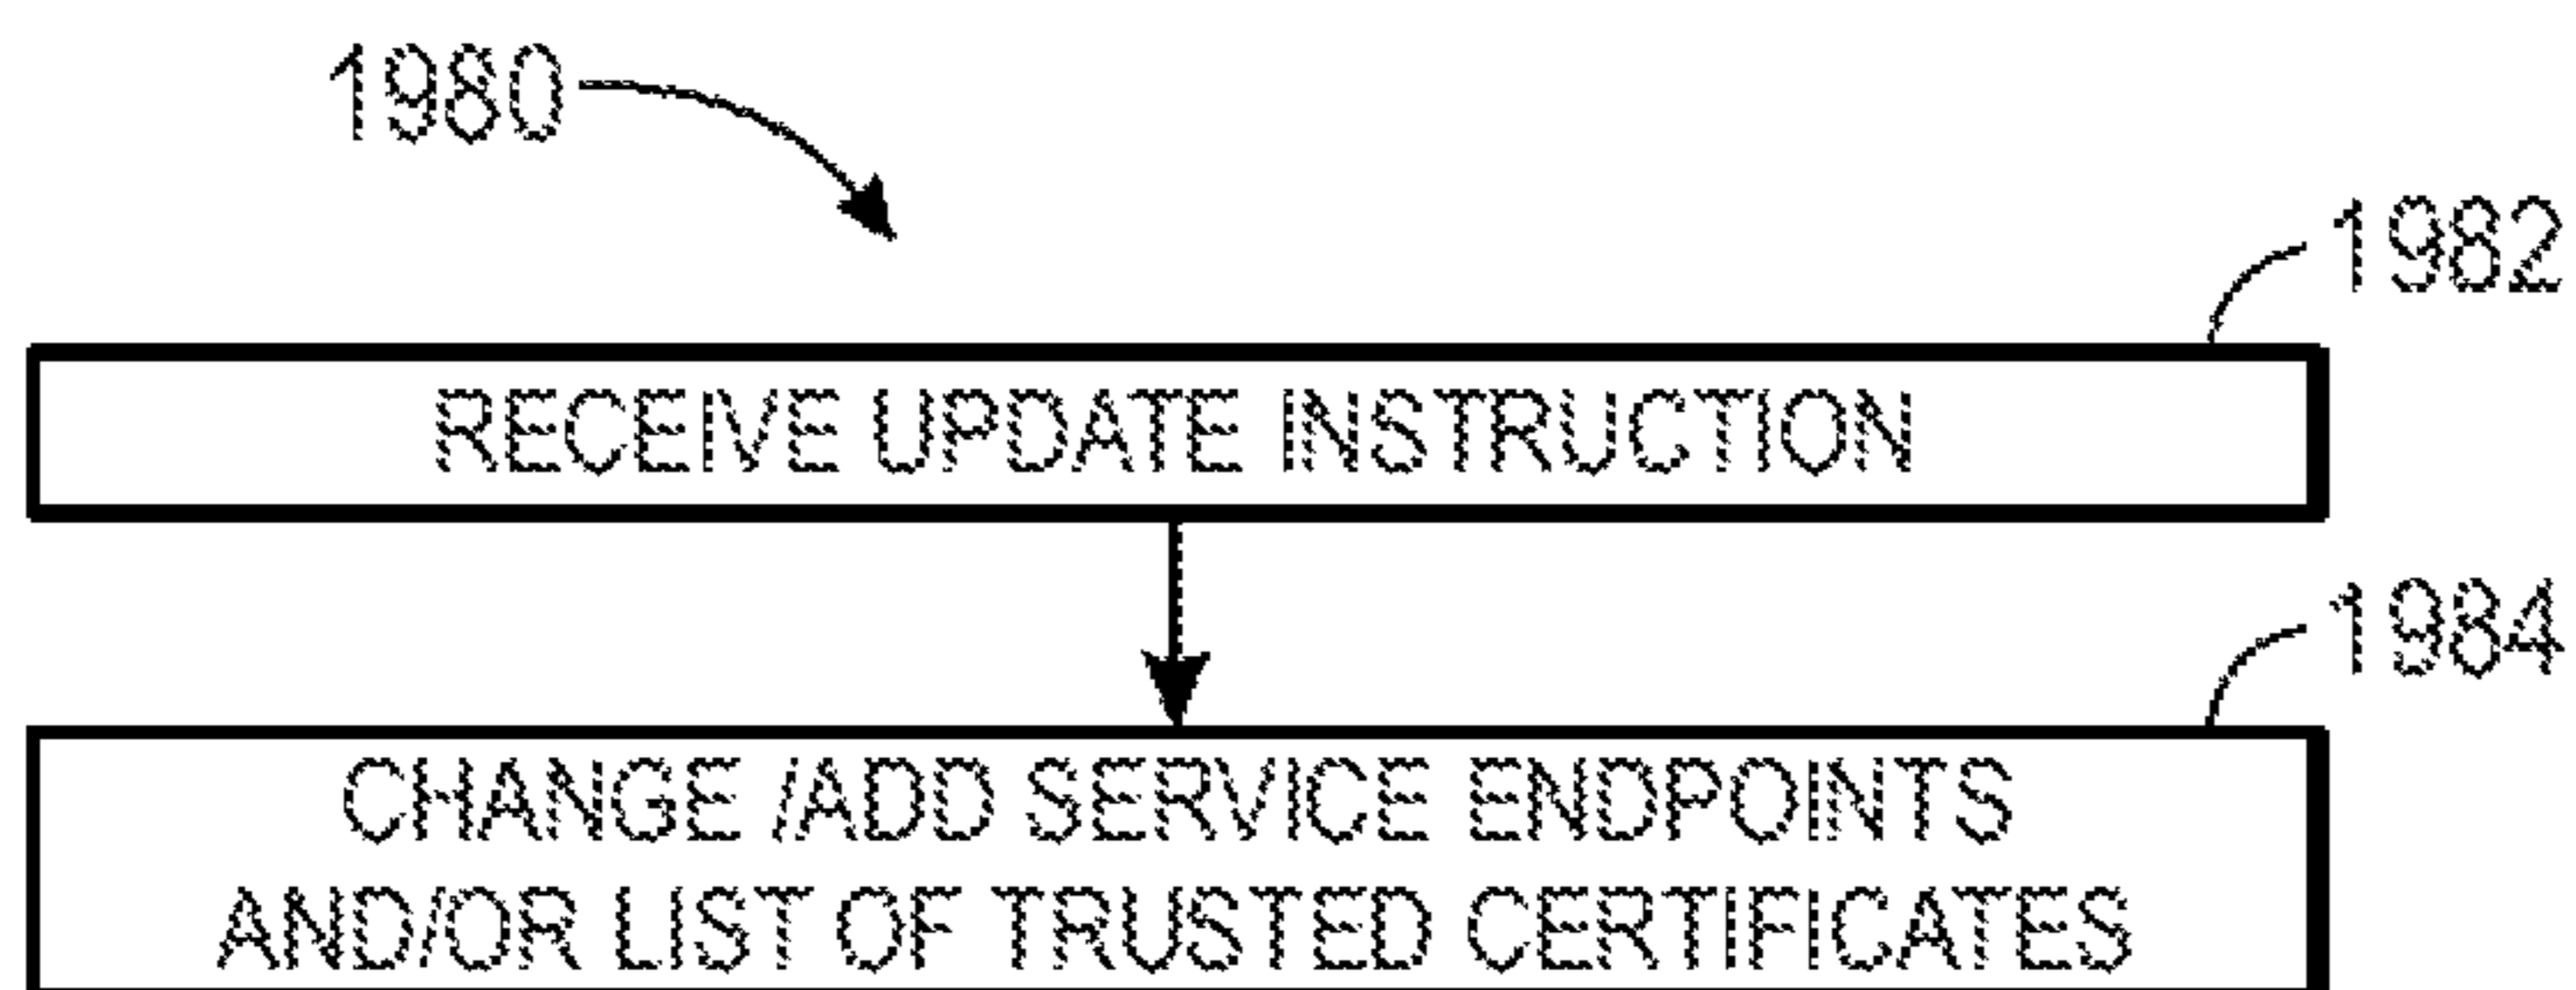 1980
1982
RECEIVE UPDATE INSTRUCTION
1984
CHANGE /ADD SERVICE ENDPOINTS
AND/OR LIST OF TRUSTED CERTIFICATES